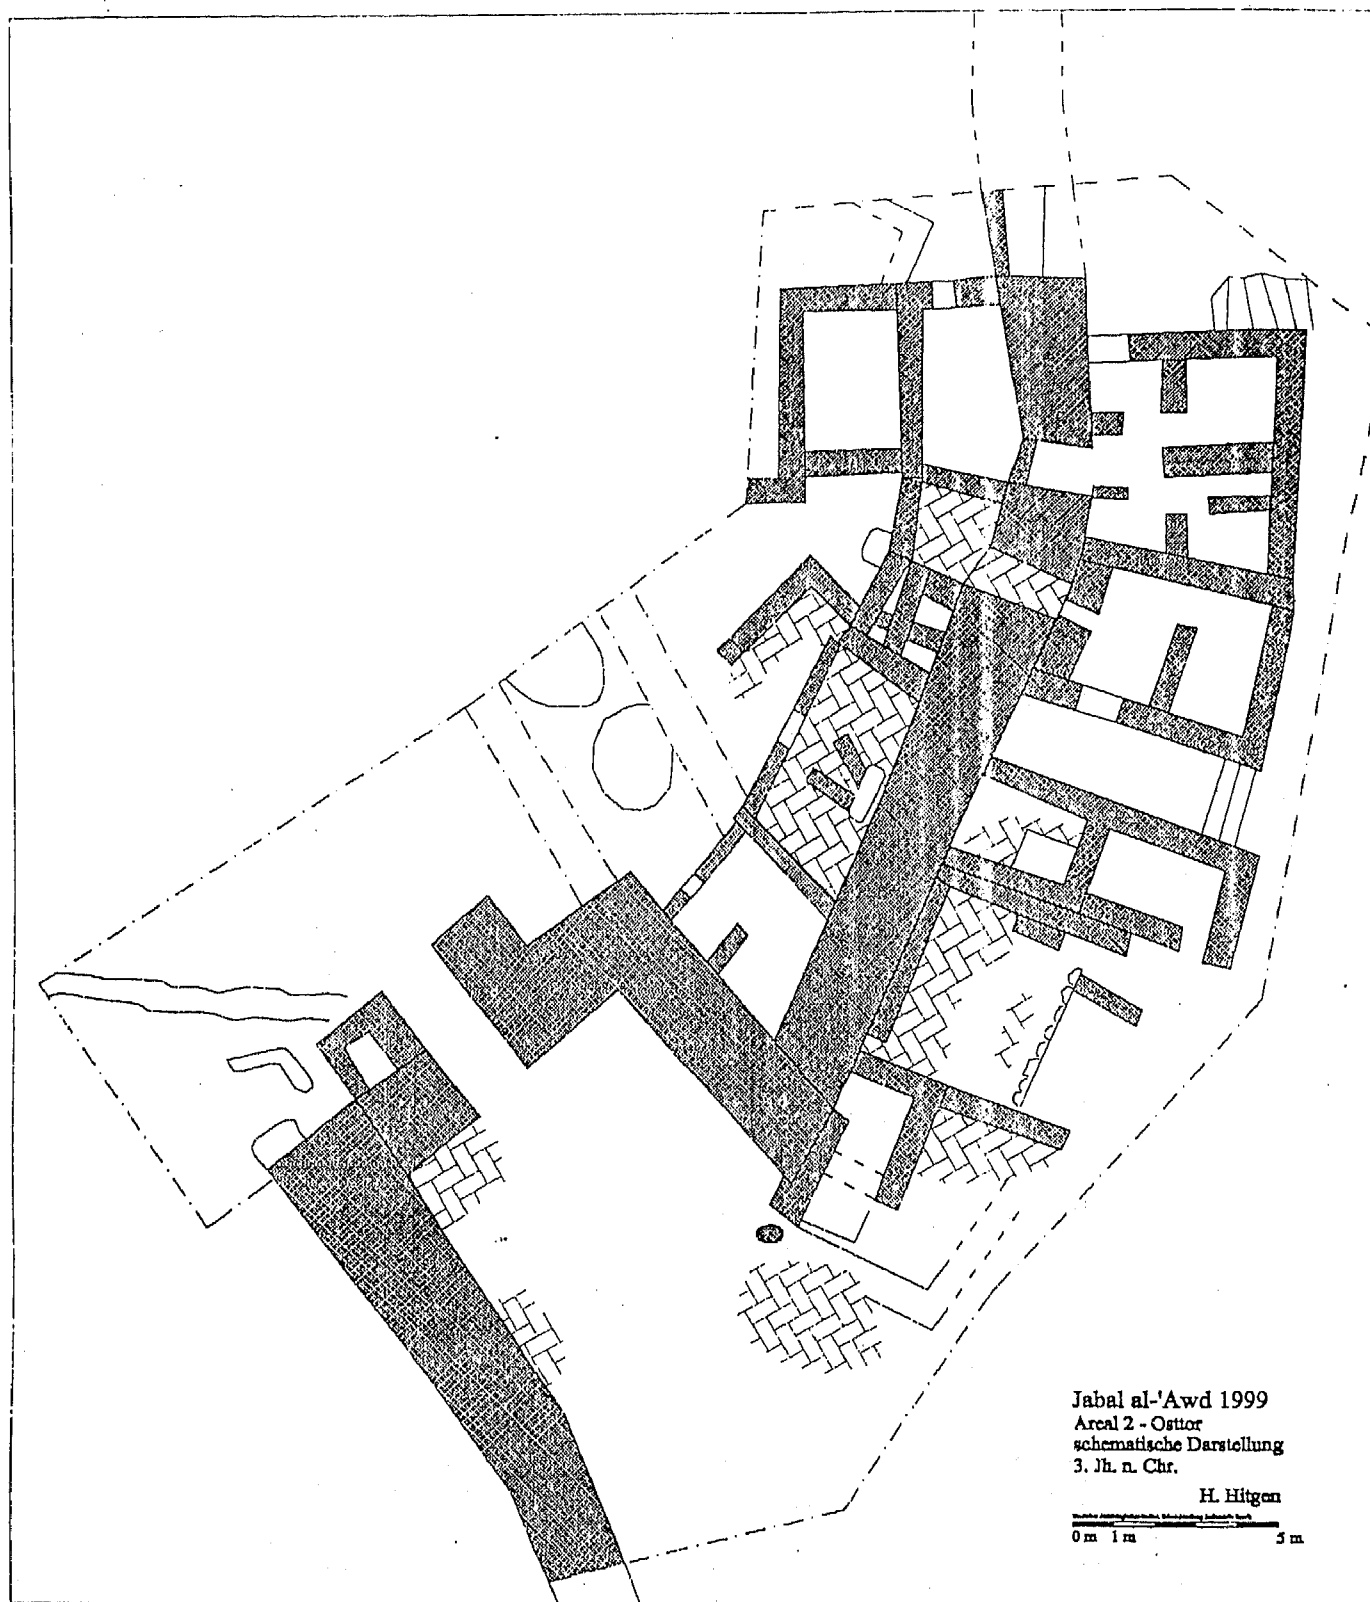 Jabal al-'Awd 1999
Areal 2 - Osttor
schematische Darstellung
3. Jh. n. Chr.
H. Hitgen
0 m 1 m 5 m